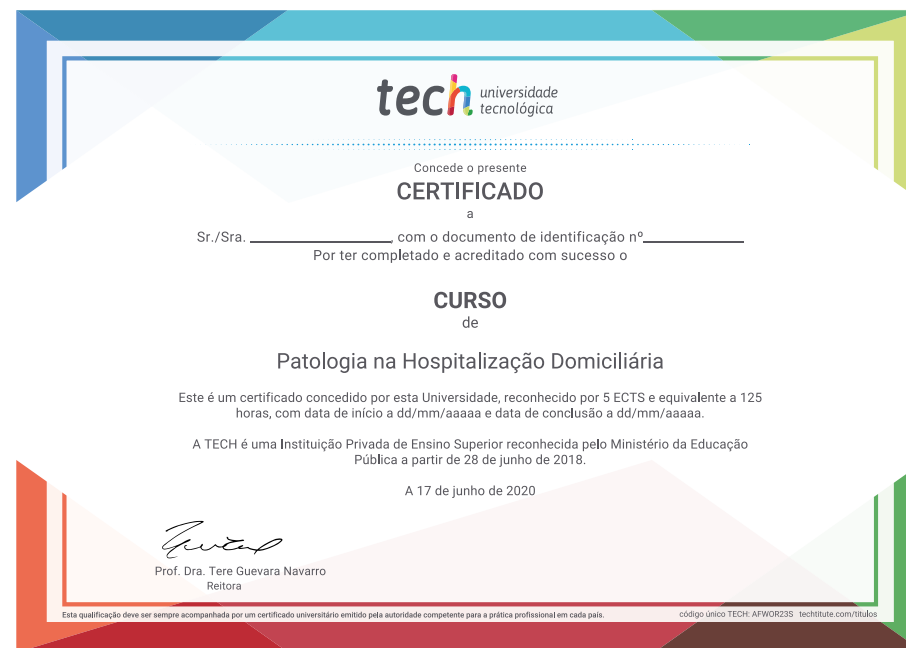 tech universidade
tecnológica
Concede o presente
CERTIFICADO
a
Sr./Sra. ____________________, com o documento de identificação nº______________
Por ter completado e acreditado com sucesso o
CURSO
de
Patologia na Hospitalização Domiciliária
Este é um certificado concedido por esta Universidade, reconhecido por 5 ECTS e equivalente a 125
horas, com data de início a dd/mm/aaaaa e data de conclusão a dd/mm/aaaaa.
A TECH é uma Instituição Privada de Ensino Superior reconhecida pelo Ministério da Educação
Pública a partir de 28 de junho de 2018.
A 17 de junho de 2020
Prof. Dra. Tere Guevara Navarro
Reitora
Esta qualificação deve ser sempre acompanhada por um certificado universitário emitido pela autoridade competente para a prática profissional em cada país.
código único TECH: AFWOR23S techtitute.com/titulos